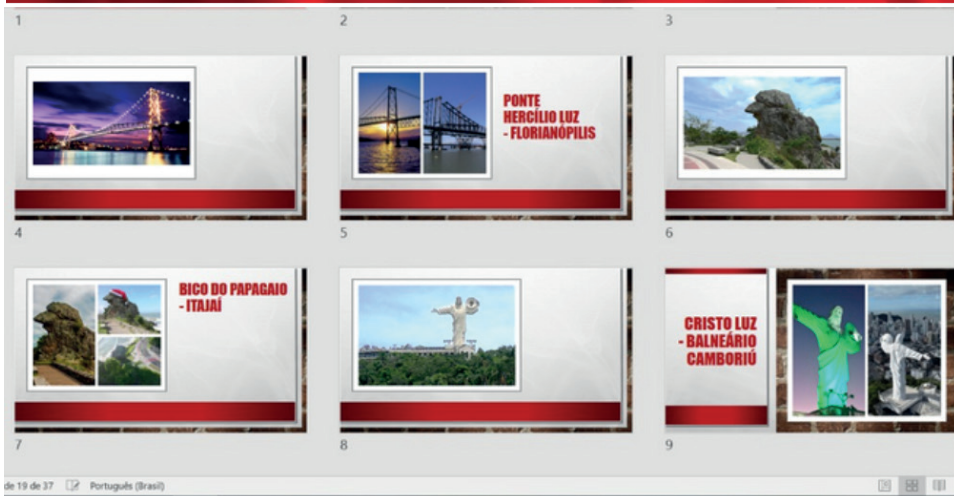 1 2 3
PONTE
HERCÍLIO LUZ
- FLORIANÓPILIS
4 5 6
BICO DO PAPAGAIO
- ITAJAÍ
CRISTO LUZ
- BALNEÁRIO
CAMBORIÚ
7 8 9
de 19 de 37 Português (Brasil)